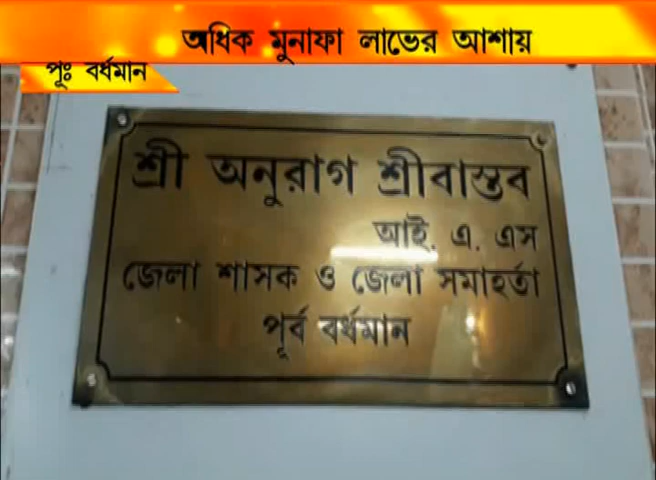 অধিক মুনাফা লাভের আশায়
পূঃ বর্ধমান
শ্রী অনুরাগ শ্রীবাস্তব
আই. এ. এস
জেলা শাসক ও জেলা সমাহর্তা
পূর্ব বর্ধমান